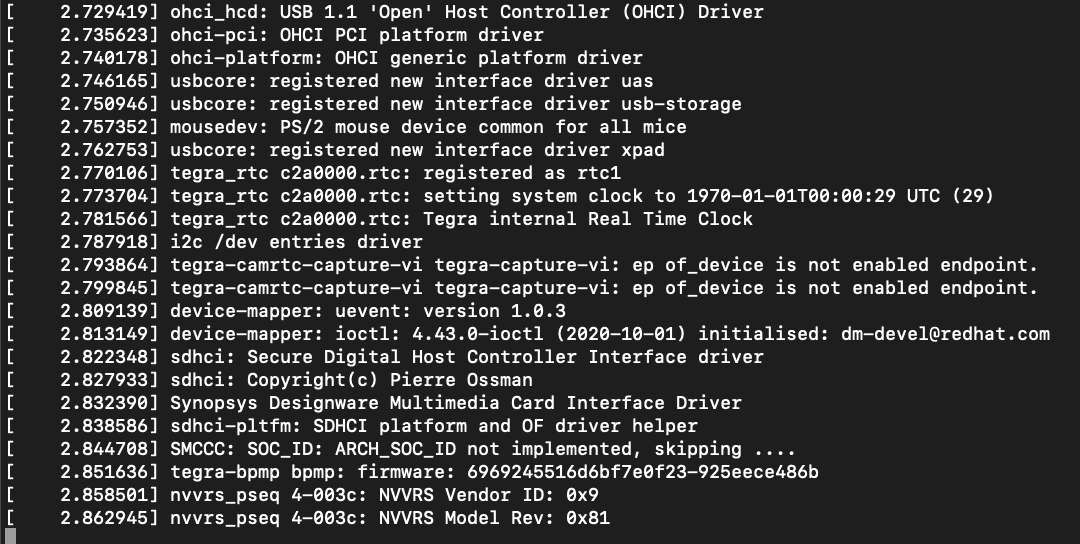 [    2.729419] ohci_hcd: USB 1.1 'Open' Host Controller (OHCI) Driver
[    2.735623] ohci-pci: OHCI PCI platform driver
[    2.740178] ohci-platform: OHCI generic platform driver
[    2.746165] usbcore: registered new interface driver uas
[    2.750946] usbcore: registered new interface driver usb-storage
[    2.757352] mousedev: PS/2 mouse device common for all mice
[    2.762753] usbcore: registered new interface driver xpad
[    2.770106] tegra_rtc c2a0000.rtc: registered as rtc1
[    2.773704] tegra_rtc c2a0000.rtc: setting system clock to 1970-01-01T00:00:29 UTC (29)
[    2.781566] tegra_rtc c2a0000.rtc: Tegra internal Real Time Clock
[    2.787918] i2c /dev entries driver
[    2.793864] tegra-camrtc-capture-vi tegra-capture-vi: ep of_device is not enabled endpoint.
[    2.799845] tegra-camrtc-capture-vi tegra-capture-vi: ep of_device is not enabled endpoint.
[    2.809139] device-mapper: uevent: version 1.0.3
[    2.813149] device-mapper: ioctl: 4.43.0-ioctl (2020-10-01) initialised: dm-devel@redhat.com
[    2.822348] sdhci: Secure Digital Host Controller Interface driver
[    2.827933] sdhci: Copyright(c) Pierre Ossman
[    2.832390] Synopsys Designware Multimedia Card Interface Driver
[    2.838586] sdhci-pltfm: SDHCI platform and OF driver helper
[    2.844708] SMCCC: SOC_ID: ARCH_SOC_ID not implemented, skipping ....
[    2.851636] tegra-bpmp bpmp: firmware: 6969245516d6bf7e0f23-925eece486b
[    2.858501] nvvrs_pseq 4-003c: NVVRS Vendor ID: 0x9
[    2.862945] nvvrs_pseq 4-003c: NVVRS Model Rev: 0x81